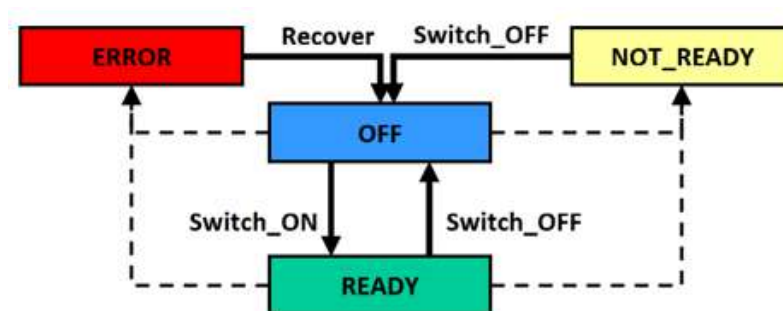 Recover
Switch_OFF
ERROR
NOT_READY
OFF
Switch_ON
Switch_OFF
READY